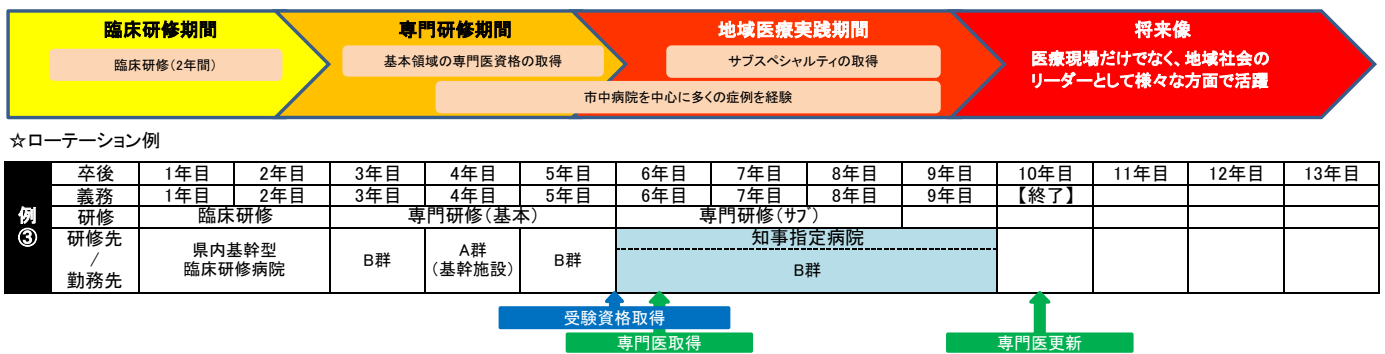 臨床研修期間
臨床研修(2年間)
専門研修期間
基本領域の専門医資格の取得
地域医療実践期間
サブスペシャルティの取得
市中病院を中心に多くの症例を経験
将来像
医療現場だけでなく、地域社会の
リーダーとして様々な方面で活躍
☆ローテーション例
例③
卒後 1年目 2年目 3年目 4年目 5年目 6年目 7年目 8年目 9年目 10年目 11年目 12年目 13年目
義務 1年目 2年目 3年目 4年目 5年目 6年目 7年目 8年目 9年目 【終了】
研修 臨床研修 専門研修(基本) 専門研修(サブ)
研修先
/
勤務先
県内基幹型
臨床研修病院
B群
A群
(基幹施設)
B群
知事指定病院
B群
受験資格取得
専門医取得
専門医更新